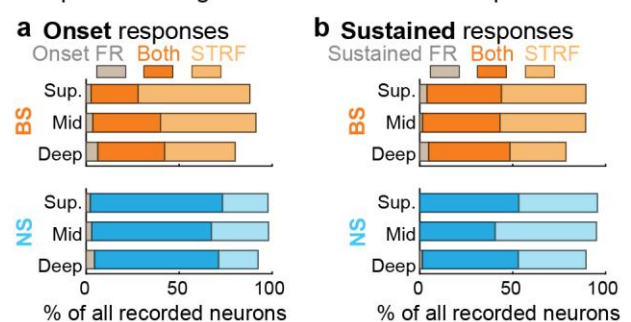 a Onset responses
Onset FR Both STRF
BS
Sup.
Mid
Deep
NS
Sup.
Mid
Deep
0 50 100
% of all recorded neurons
b Sustained responses
Sustained FR Both STRF
BS
Sup.
Mid
Deep
NS
Sup.
Mid
Deep
0 50 100
% of all recorded neurons